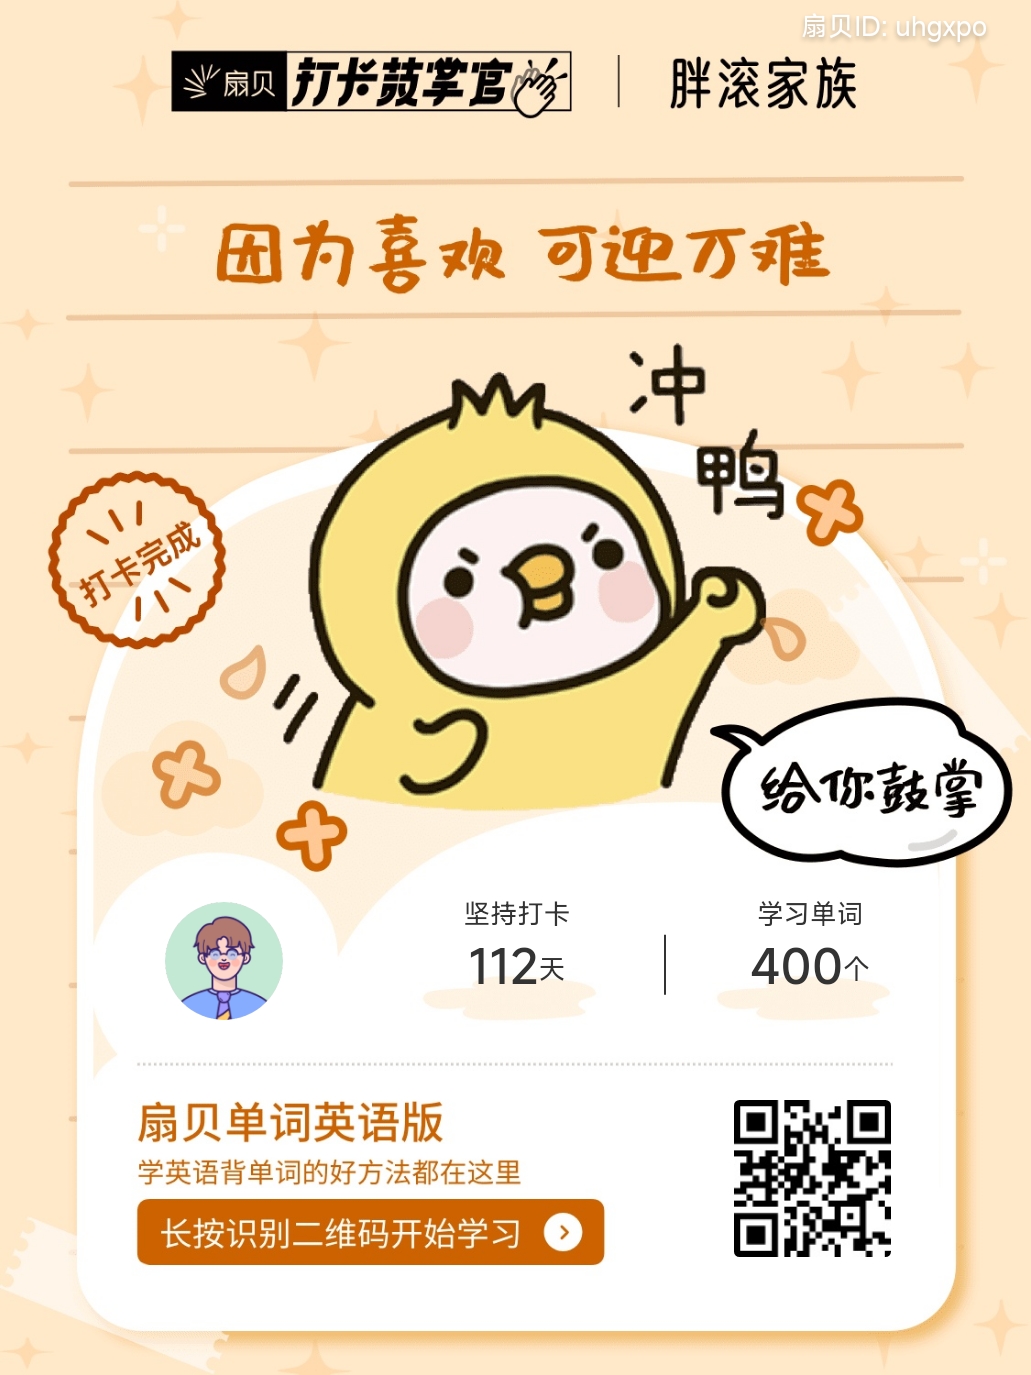 扇贝ID: uhgxpo
扇贝 打卡鼓掌官 | 胖滚家族
因为喜欢 可迎万难
冲
鸭
打卡完成
给你鼓掌
坚持打卡 学习单词
112天 400个
扇贝单词英语版
学英语背单词的好方法都在这里
长按识别二维码开始学习